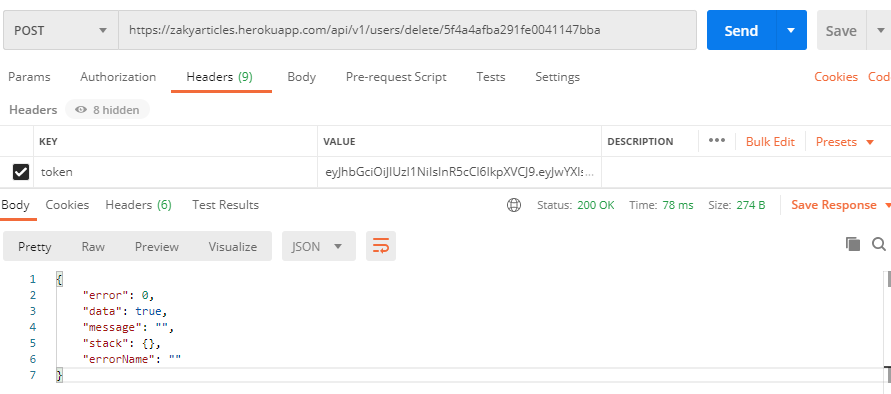 POST https://zakyarticles.herokuapp.com/api/v1/users/delete/5f4a4afba291fe0041147bba Send Save
Params Authorization Headers (9) Body Pre-request Script Tests Settings Cookies Cod
Headers 8 hidden
KEY VALUE DESCRIPTION ••• Bulk Edit Presets
token eyJhbGciOiJIUzI1NiIsInR5cCI6IkpXVCJ9.eyJwYXls...
Body Cookies Headers (6) Test Results Status: 200 OK Time: 78 ms Size: 274 B Save Response
Pretty Raw Preview Visualize JSON
1 {
2 "error": 0,
3 "data": true,
4 "message": "",
5 "stack": {},
6 "errorName": ""
7 }